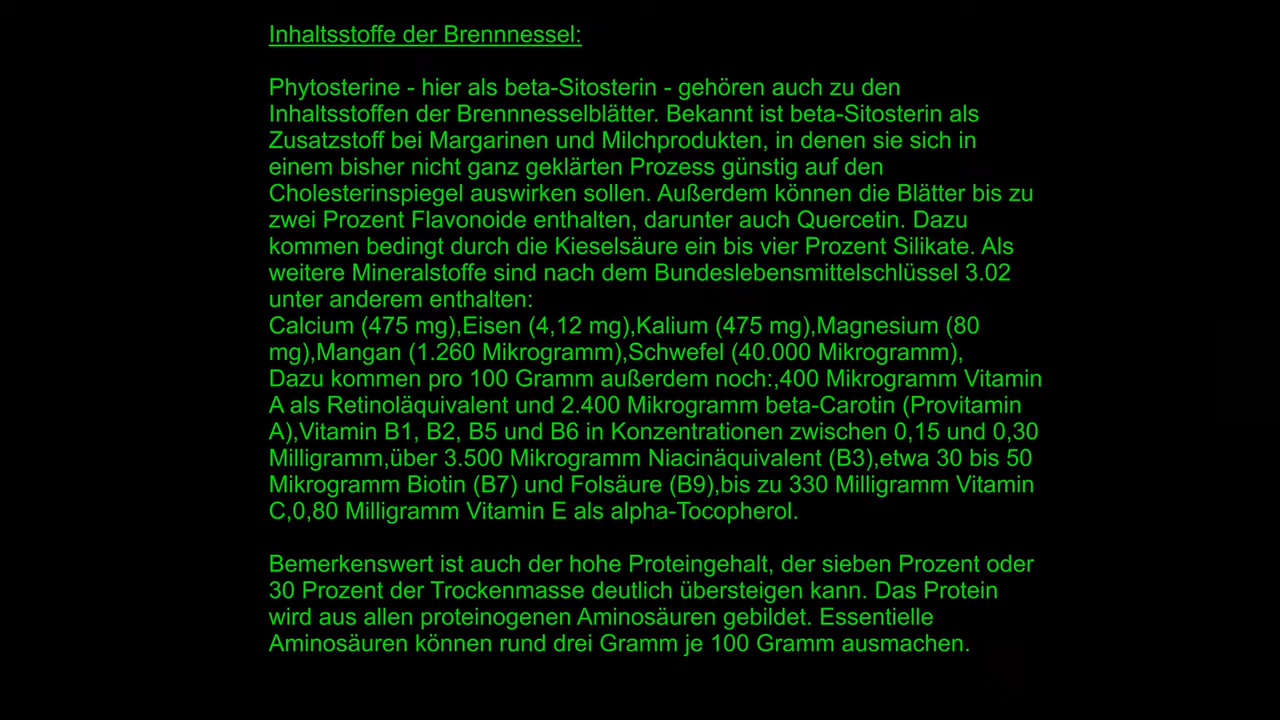 Inhaltsstoffe der Brennnessel:
Phytosterine - hier als beta-Sitosterin - gehören auch zu den
Inhaltsstoffen der Brennnesselblätter. Bekannt ist beta-Sitosterin als
Zusatzstoff bei Margarinen und Milchprodukten, in denen sie sich in
einem bisher nicht ganz geklärten Prozess günstig auf den
Cholesterinspiegel auswirken sollen. Außerdem können die Blätter bis zu
zwei Prozent Flavonoide enthalten, darunter auch Quercetin. Dazu
kommen bedingt durch die Kieselsäure ein bis vier Prozent Silikate. Als
weitere Mineralstoffe sind nach dem Bundeslebensmittelschlüssel 3.02
unter anderem enthalten:
Calcium (475 mg),Eisen (4,12 mg),Kalium (475 mg),Magnesium (80
mg),Mangan (1.260 Mikrogramm),Schwefel (40.000 Mikrogramm),
Dazu kommen pro 100 Gramm außerdem noch:,400 Mikrogramm Vitamin
A als Retinoläquivalent und 2.400 Mikrogramm beta-Carotin (Provitamin
A),Vitamin B1, B2, B5 und B6 in Konzentrationen zwischen 0,15 und 0,30
Milligramm,über 3.500 Mikrogramm Niacinäquivalent (B3),etwa 30 bis 50
Mikrogramm Biotin (B7) und Folsäure (B9),bis zu 330 Milligramm Vitamin
C,0,80 Milligramm Vitamin E als alpha-Tocopherol.
Bemerkenswert ist auch der hohe Proteingehalt, der sieben Prozent oder
30 Prozent der Trockenmasse deutlich übersteigen kann. Das Protein
wird aus allen proteinogenen Aminosäuren gebildet. Essentielle
Aminosäuren können rund drei Gramm je 100 Gramm ausmachen.